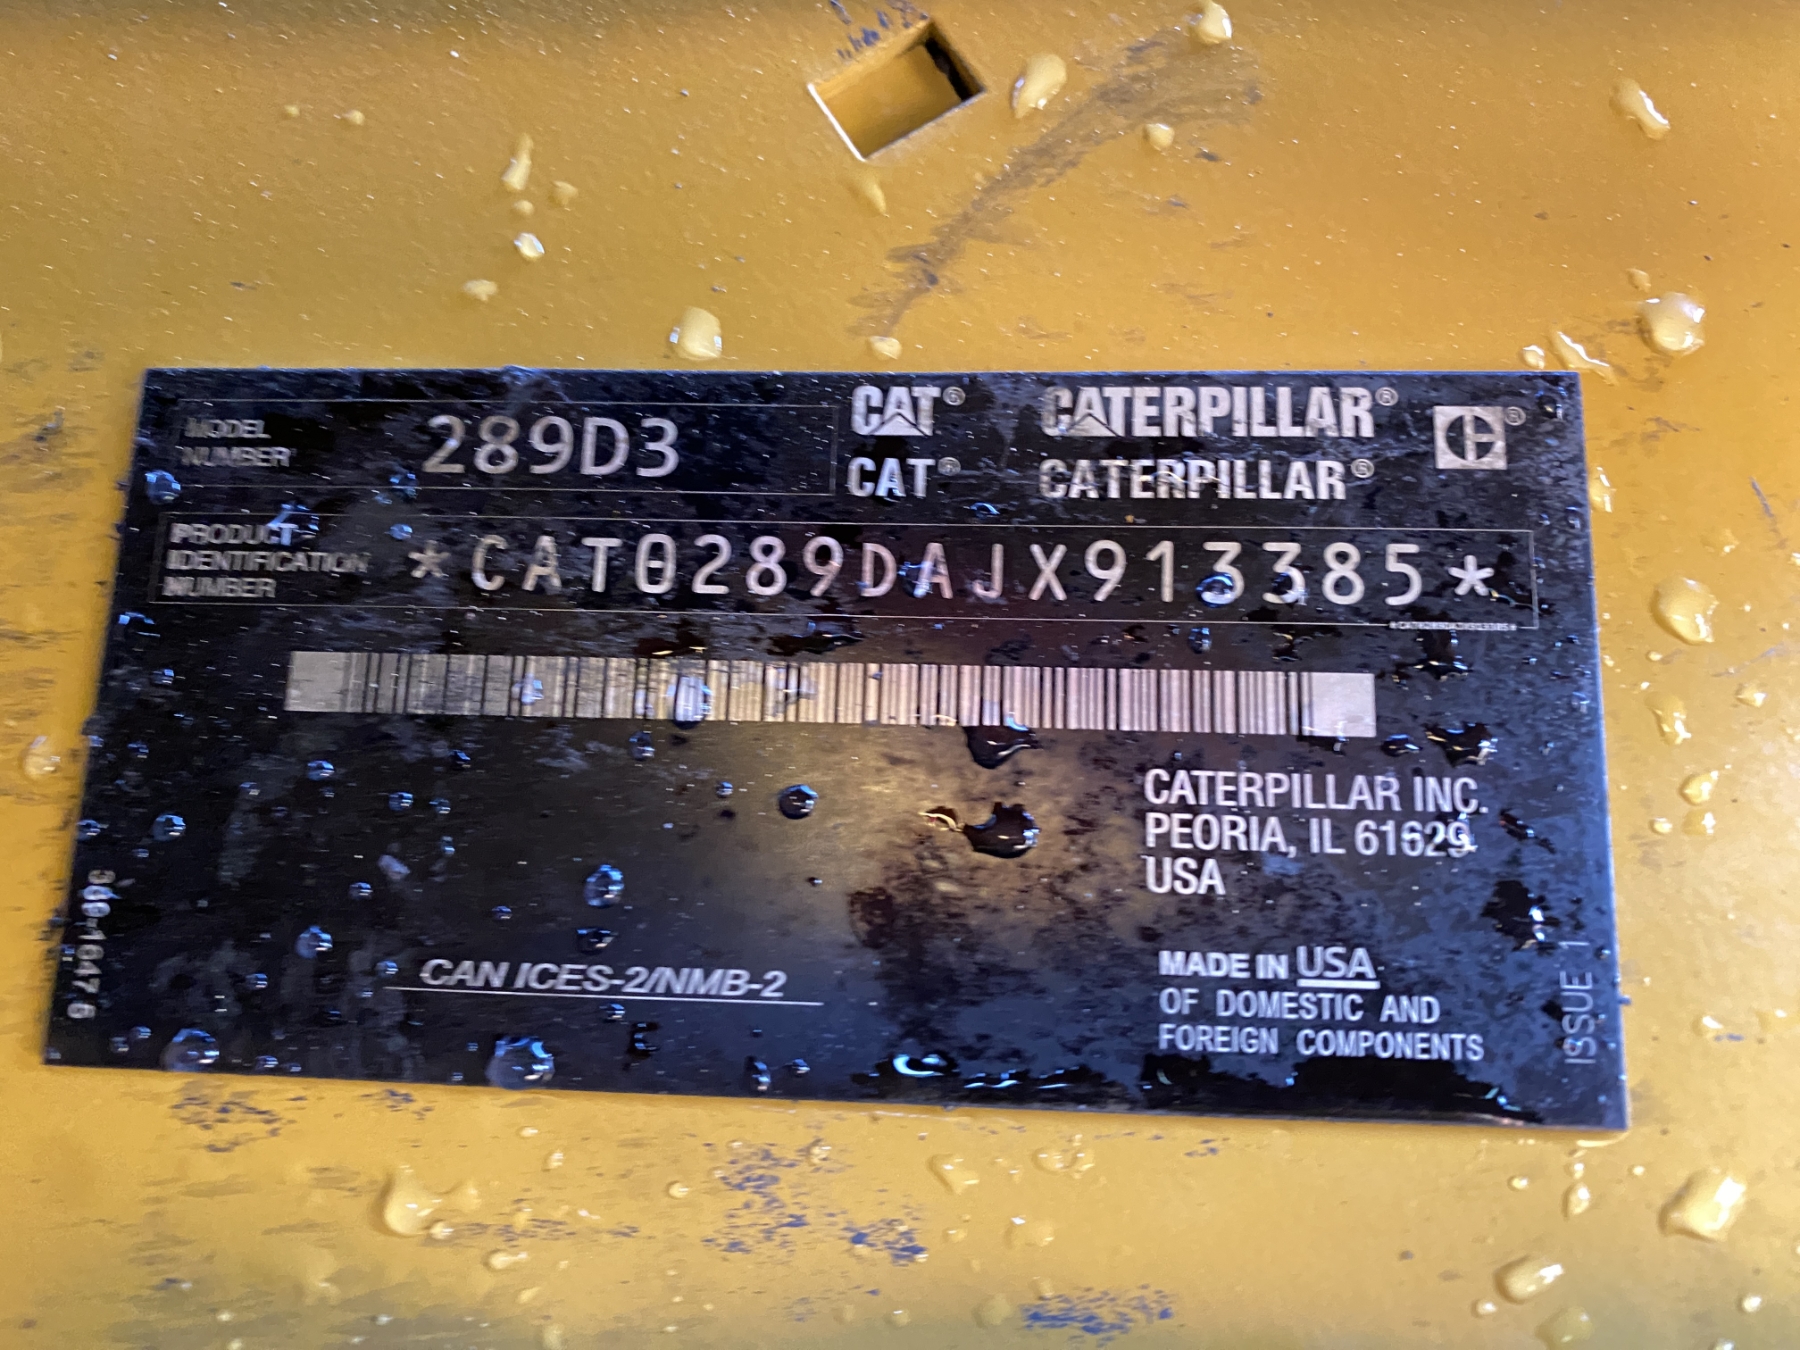 MODEL
NUMBER
289D3
CAT® CATERPILLAR®
CAT® CATERPILLAR®
PRODUCT
IDENTIFICATION
NUMBER
*CAT0289DAJX913385*
CATERPILLAR INC.
PEORIA, IL 61629
USA
CAN ICES-2/NMB-2
MADE IN USA
OF DOMESTIC AND
FOREIGN COMPONENTS
ISSUE 1